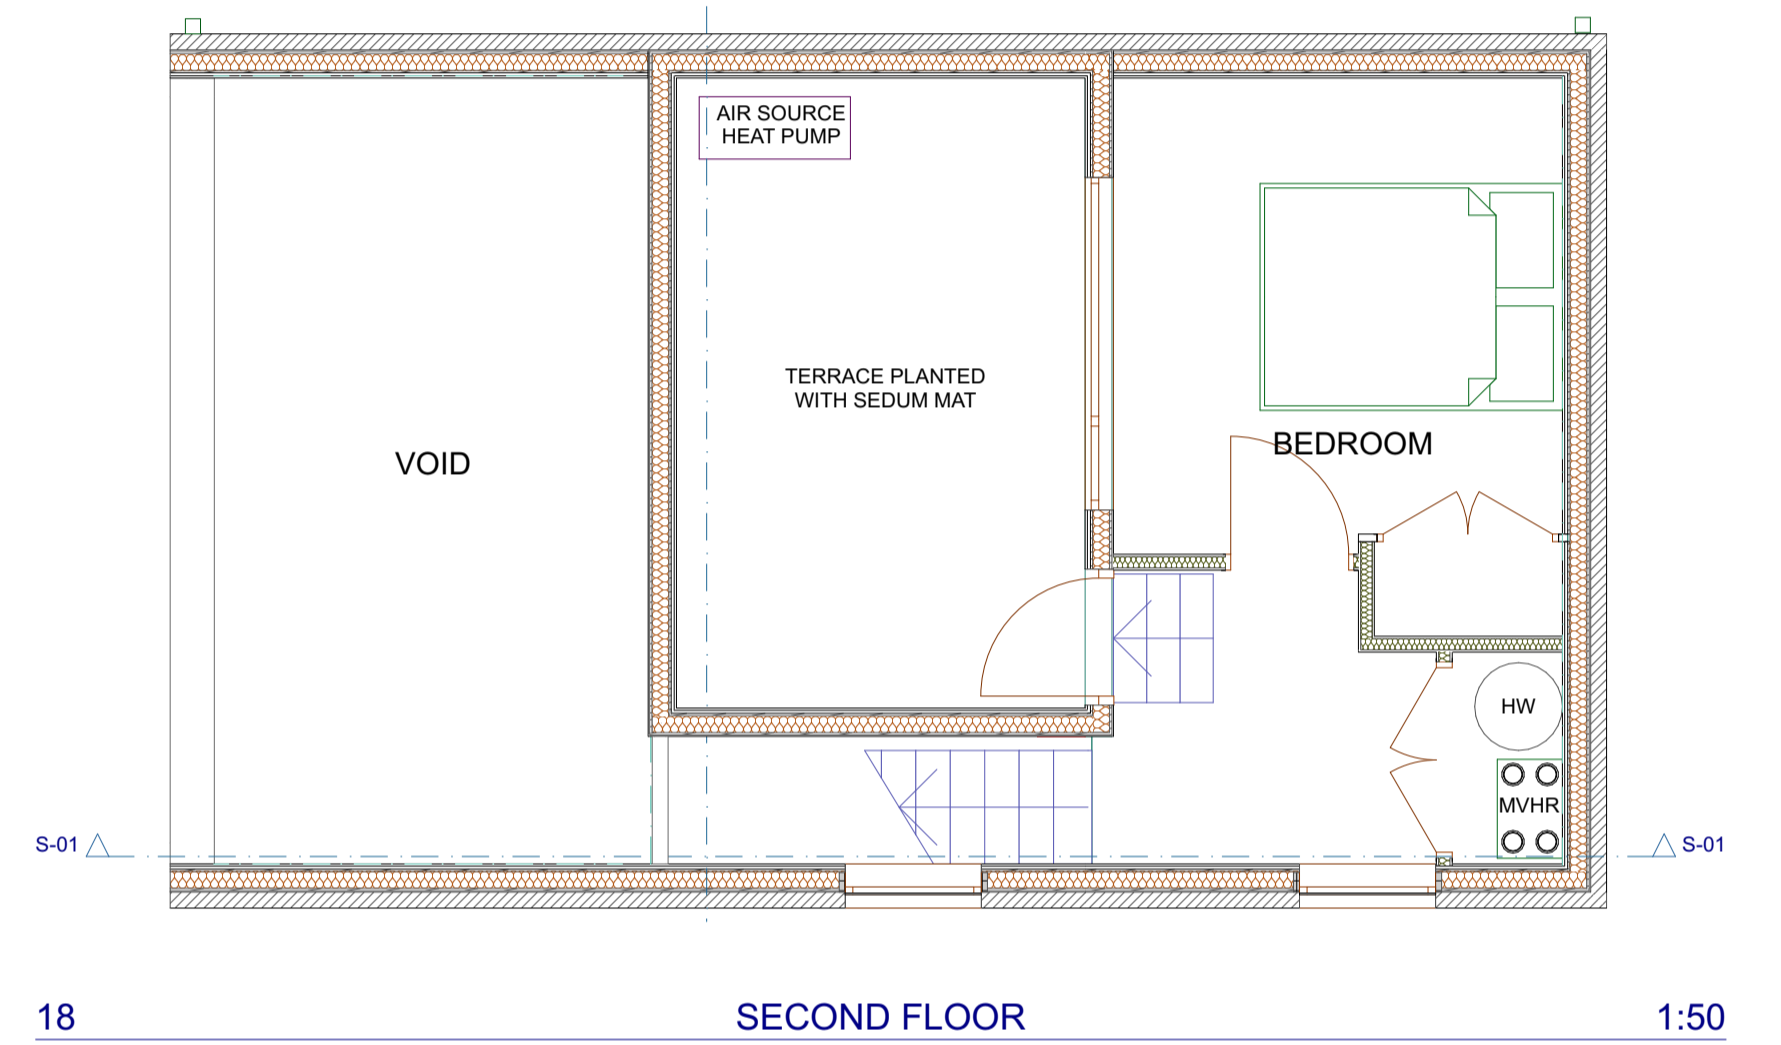 AIR SOURCE
HEAT PUMP
TERRACE PLANTED
WITH SEDUM MAT
VOID
BEDROOM
HW
MVHR
S-01
S-01
18
SECOND FLOOR
1:50